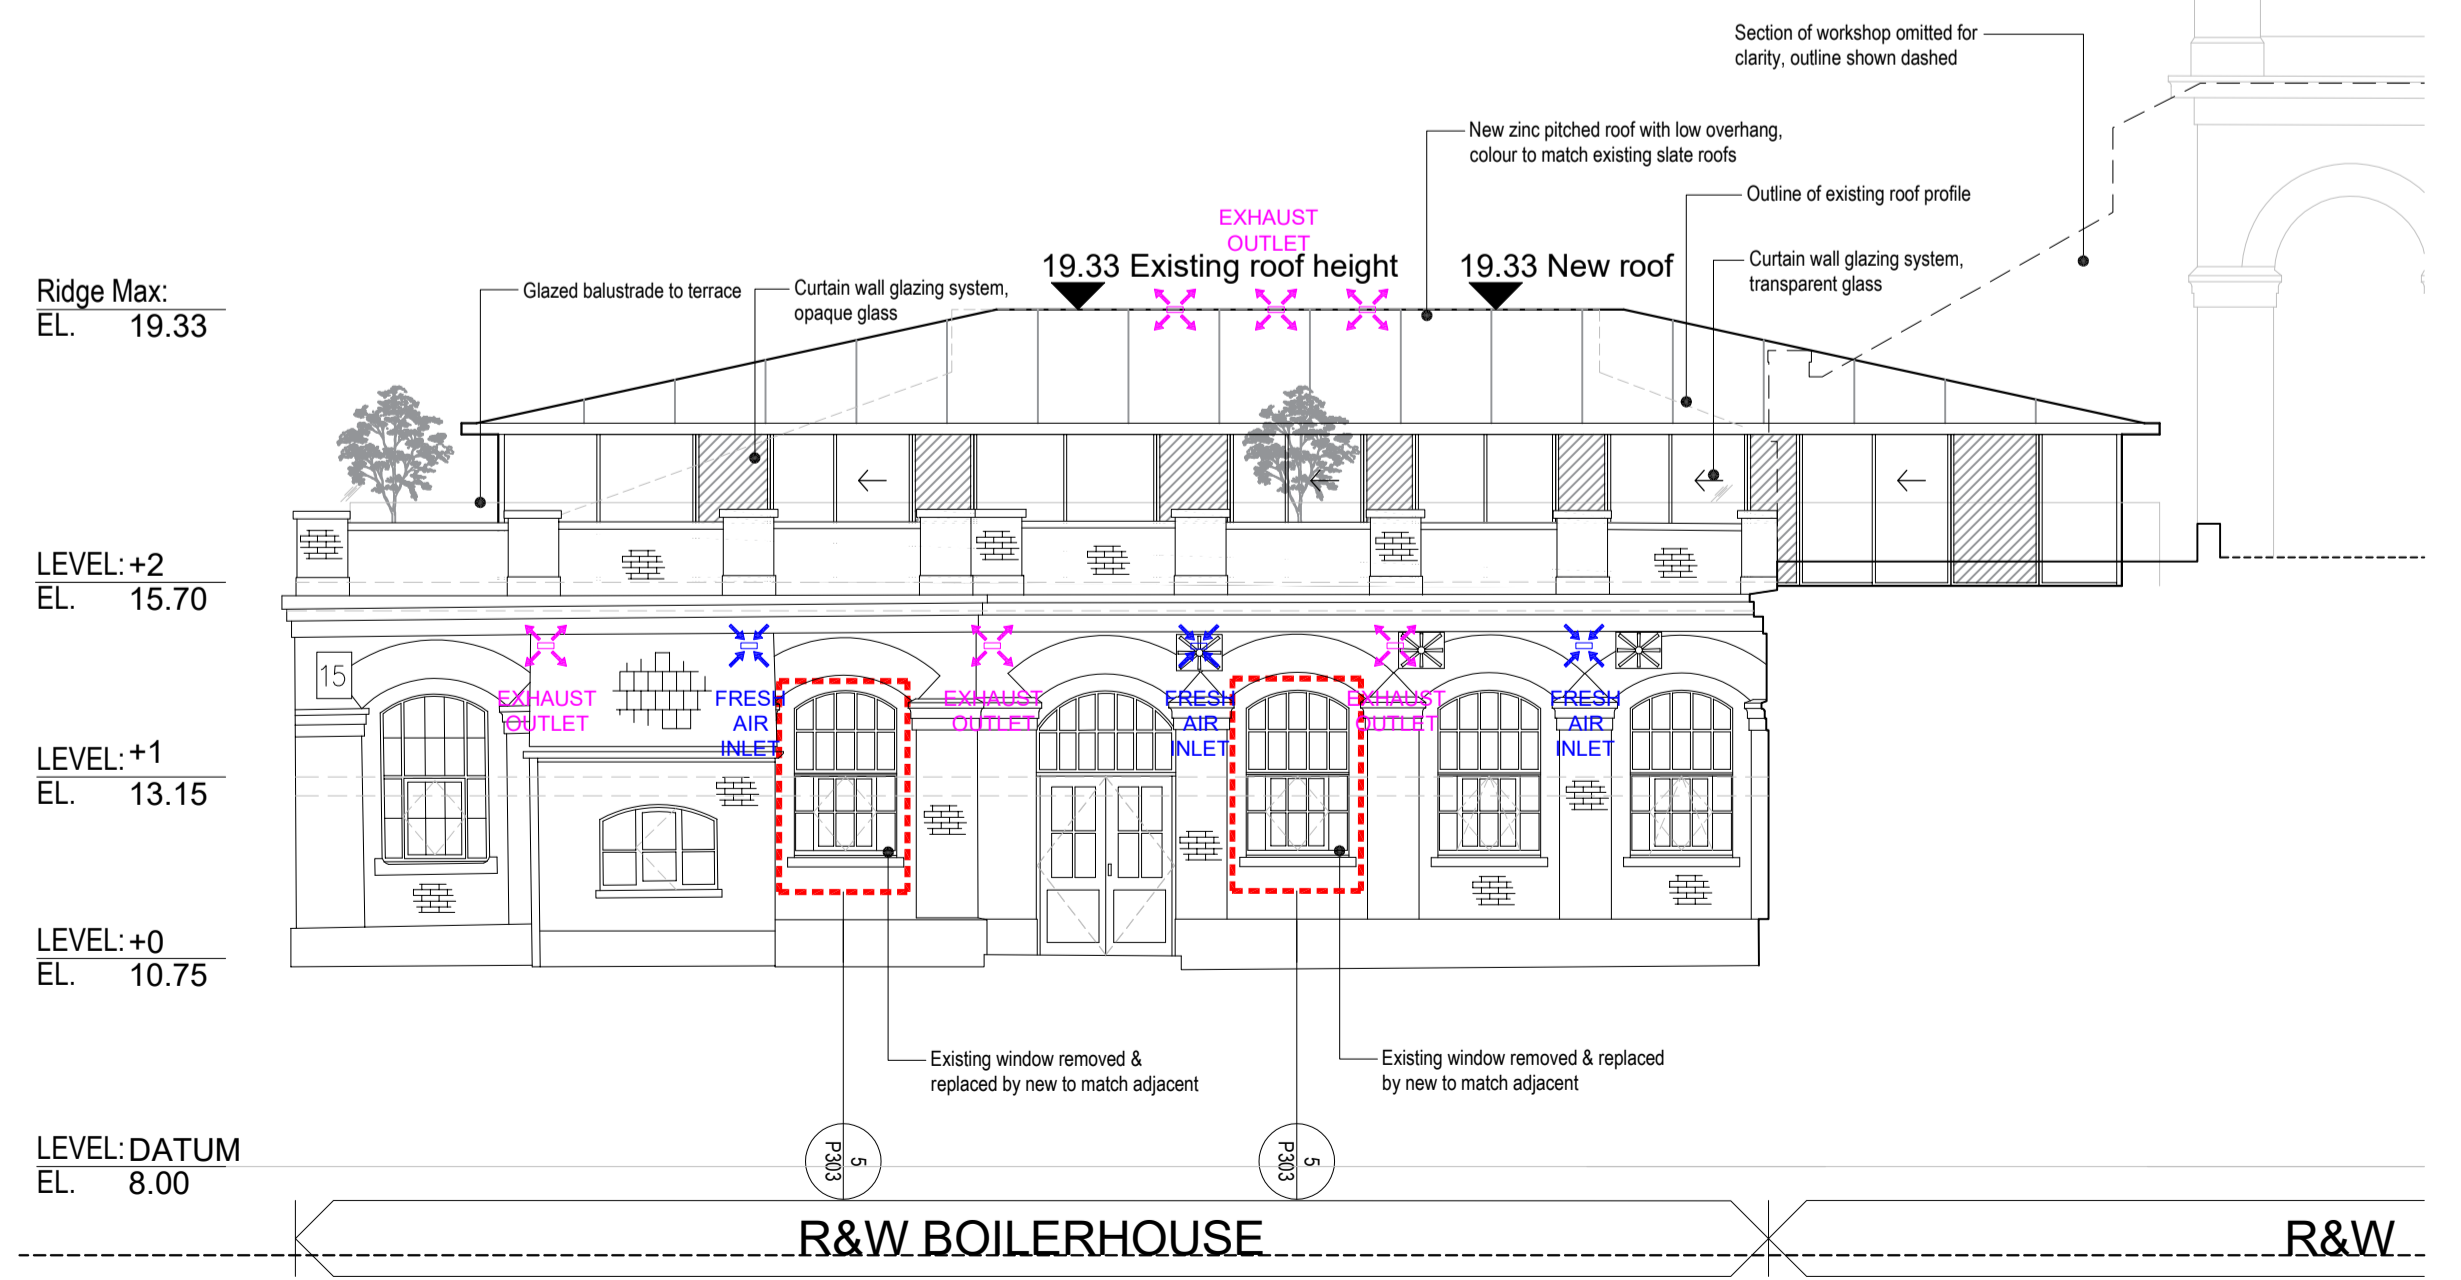 Section of workshop omitted for
clarity, outline shown dashed
New zinc pitched roof with low overhang,
colour to match existing slate roofs
Outline of existing roof profile
EXHAUST
OUTLET
19.33 Existing roof height
19.33 New roof
Curtain wall glazing system,
transparent glass
Glazed balustrade to terrace
Curtain wall glazing system,
opaque glass
Ridge Max:
EL. 19.33
LEVEL: +2
EL. 15.70
15
EXHAUST
OUTLET
FRESH
AIR
INLET
EXHAUST
OUTLET
FRESH
AIR
INLET
EXHAUST
OUTLET
FRESH
AIR
INLET
LEVEL: +1
EL. 13.15
LEVEL: +0
EL. 10.75
Existing window removed &
replaced by new to match adjacent
Existing window removed & replaced
by new to match adjacent
LEVEL: DATUM
EL. 8.00
5
P303
5
P303
R&W BOILERHOUSE
R&W